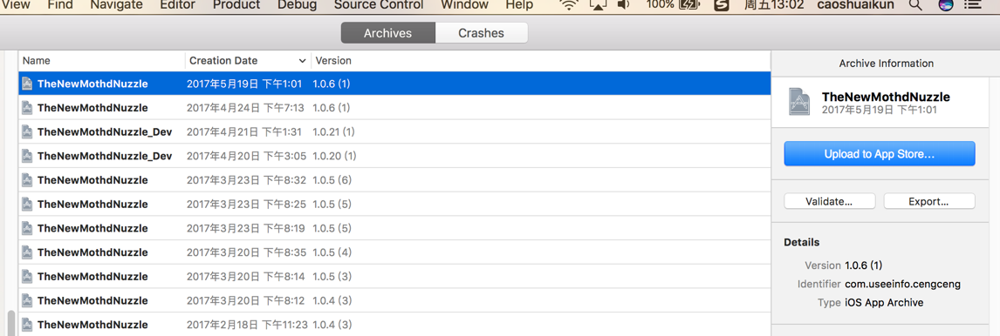 View Find Navigate Editor Product Debug Source Control Window Help 100% 周五13:02 caoshuaikun
Archives Crashes
Name Creation Date Version
Archive Information
TheNewMothdNuzzle 2017年5月19日 下午1:01 1.0.6 (1)
TheNewMothdNuzzle 2017年4月24日 下午7:13 1.0.6 (1)
TheNewMothdNuzzle_Dev 2017年4月21日 下午1:31 1.0.21 (1)
TheNewMothdNuzzle_Dev 2017年4月20日 下午3:05 1.0.20 (1)
TheNewMothdNuzzle 2017年3月23日 下午8:32 1.0.5 (6)
TheNewMothdNuzzle 2017年3月23日 下午8:25 1.0.5 (5)
TheNewMothdNuzzle 2017年3月23日 下午8:19 1.0.5 (5)
TheNewMothdNuzzle 2017年3月20日 下午8:35 1.0.5 (4)
TheNewMothdNuzzle 2017年3月20日 下午8:14 1.0.5 (3)
TheNewMothdNuzzle 2017年3月20日 下午8:12 1.0.4 (3)
TheNewMothdNuzzle 2017年2月18日 下午11:23 1.0.4 (3)
TheNewMothdNuzzle
2017年5月19日 下午1:01
Upload to App Store...
Validate... Export...
Details
Version 1.0.6 (1)
Identifier com.useeinfo.cengceng
Type iOS App Archive